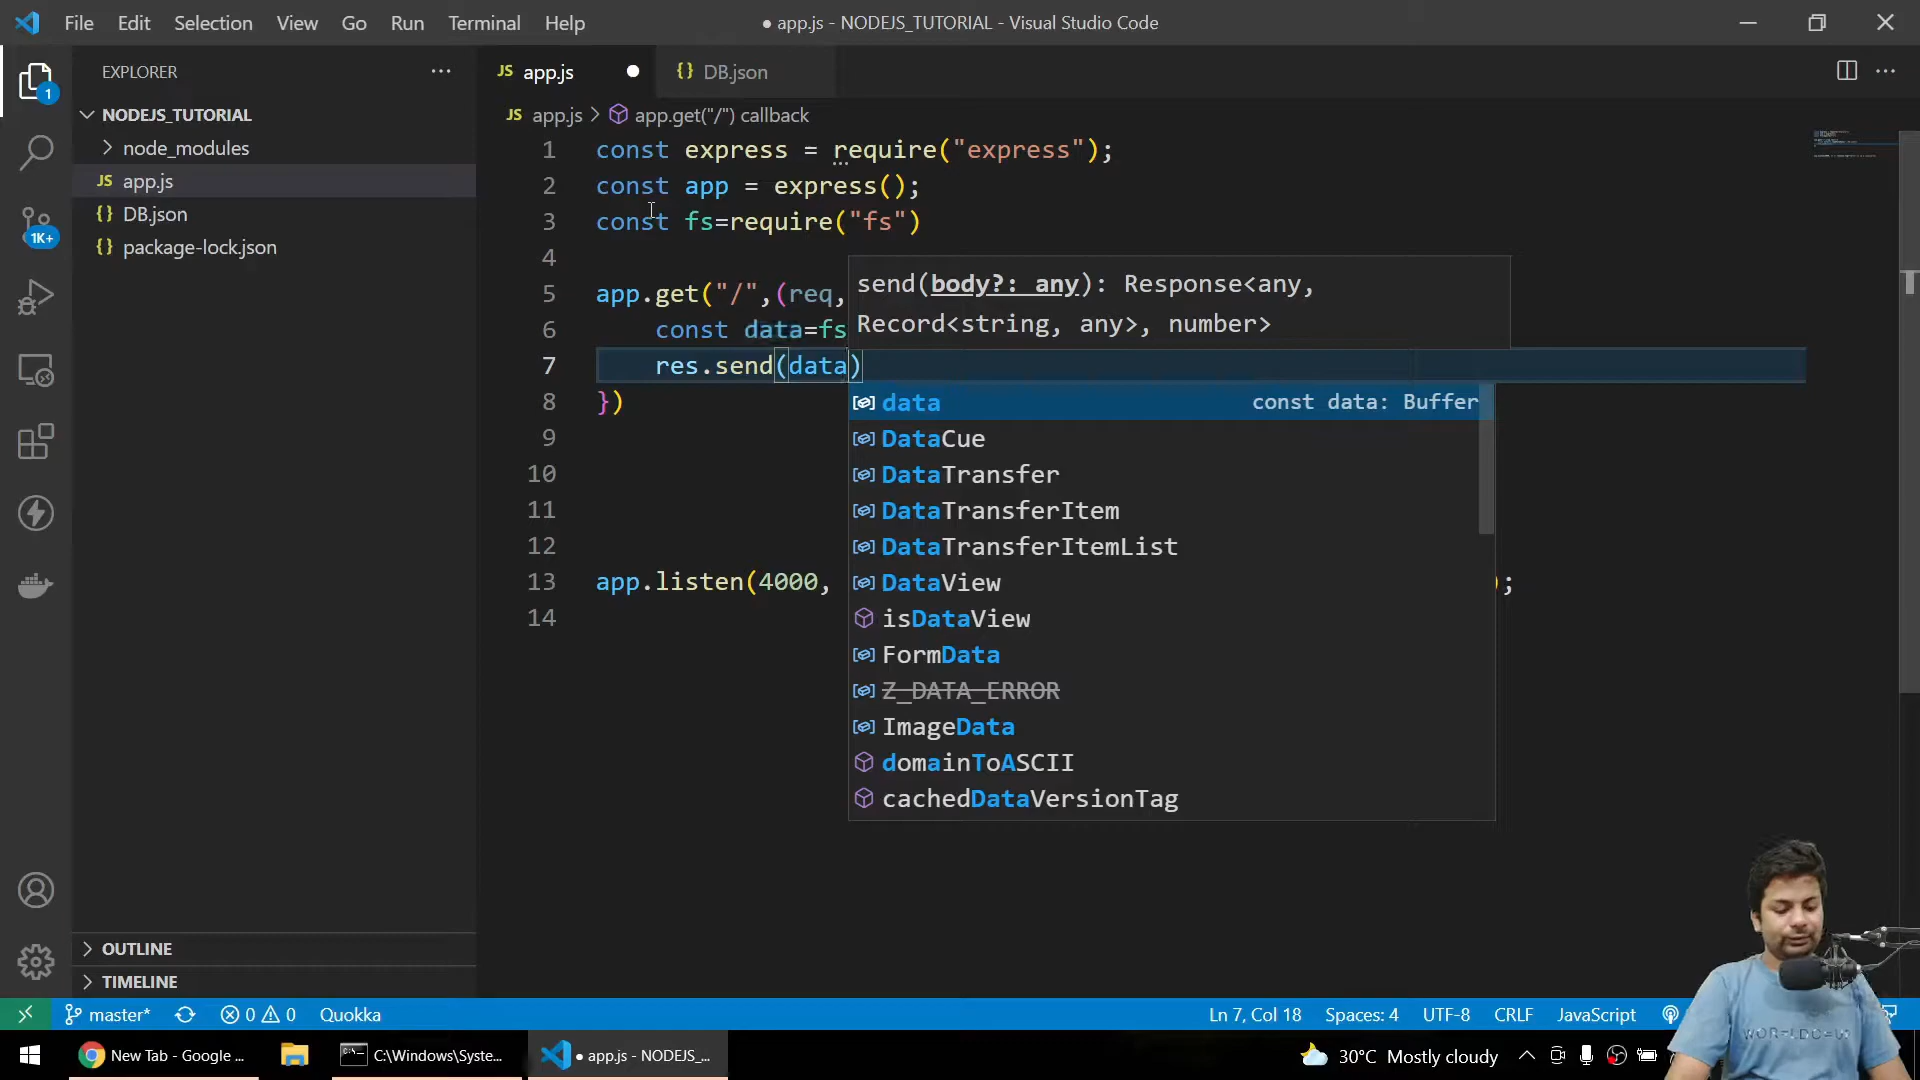 File Edit Selection View Go Run Terminal Help
● app.js - NODEJS_TUTORIAL - Visual Studio Code
EXPLORER
1
NODEJS_TUTORIAL
node_modules
JS app.js
{} DB.json
{} package-lock.json
1K+
OUTLINE
TIMELINE
JS app.js
{} DB.json
JS app.js > app.get("/") callback
1 const express = require("express");
2 const app = express();
3 const fs=require("fs")
4
5 app.get("/",(req,
6 const data=fs
7 res.send(data)
8 })
9
10
11
12
13 app.listen(4000, );
14
send(body?: any): Response<any,
Record<string, any>, number>
data const data: Buffer
DataCue
DataTransfer
DataTransferItem
DataTransferItemList
DataView
isDataView
FormData
Z_DATA_ERROR
ImageData
domainToASCII
cachedDataVersionTag
master* 0 0 Quokka Ln 7, Col 18 Spaces: 4 UTF-8 CRLF JavaScript
New Tab - Google ... C:\Windows\Syste... ● app.js - NODEJS_... 30°C Mostly cloudy